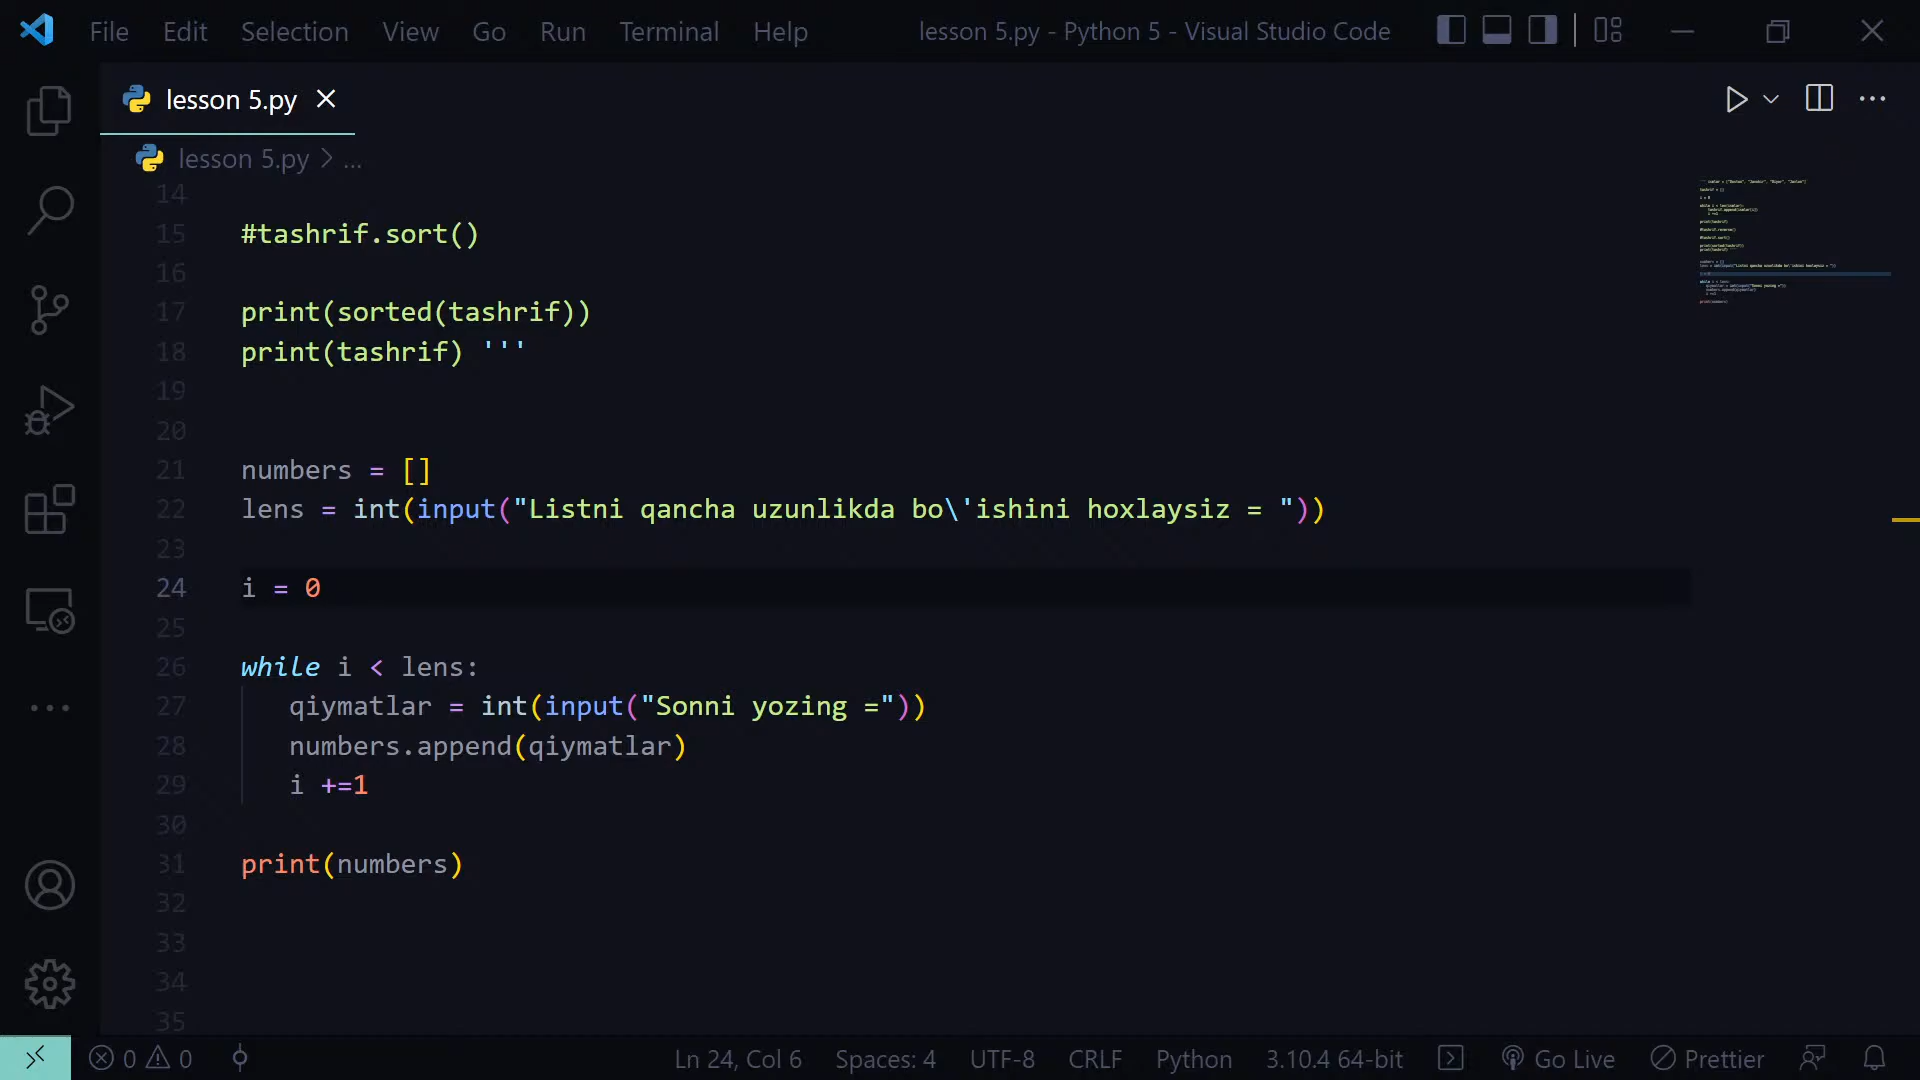 File Edit Selection View Go Run Terminal Help lesson 5.py - Python 5 - Visual Studio Code
lesson 5.py
lesson 5.py > ...
14
15 #tashrif.sort()
16
17 print(sorted(tashrif))
18 print(tashrif) '''
19
20
21 numbers = []
22 lens = int(input("Listni qancha uzunlikda bo\'ishini hoxlaysiz = "))
23
24 i = 0
25
26 while i < lens:
27 qiymatlar = int(input("Sonni yozing ="))
28 numbers.append(qiymatlar)
29 i +=1
30
31 print(numbers)
32
33
34
35
0 0 Ln 24, Col 6 Spaces: 4 UTF-8 CRLF Python 3.10.4 64-bit Go Live Prettier